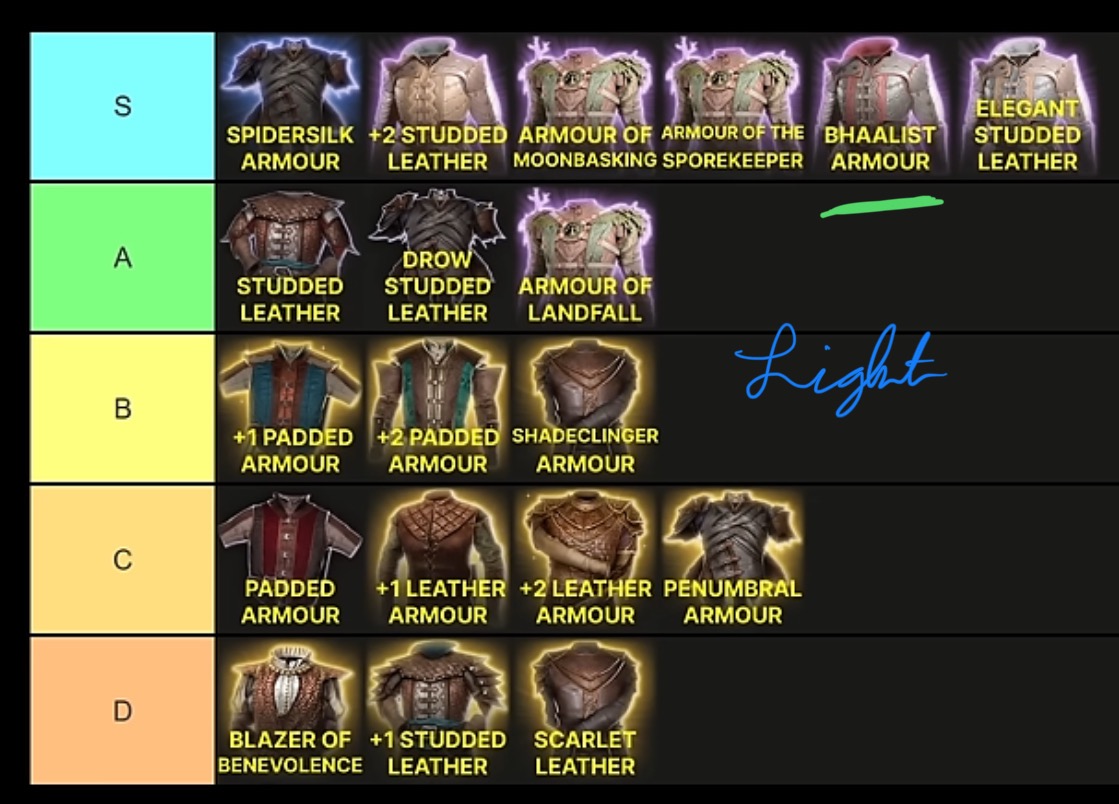 S
SPIDERSILK
ARMOUR
+2 STUDDED
LEATHER
ARMOUR OF
MOONBASKING
ARMOUR OF THE
SPOREKEEPER
BHAALIST
ARMOUR
ELEGANT
STUDDED
LEATHER
A
STUDDED
LEATHER
DROW
STUDDED
LEATHER
ARMOUR OF
LANDFALL
Light
B
+1 PADDED
ARMOUR
+2 PADDED
ARMOUR
SHADECLINGER
ARMOUR
C
PADDED
ARMOUR
+1 LEATHER
ARMOUR
+2 LEATHER
ARMOUR
PENUMBRAL
ARMOUR
D
BLAZER OF
BENEVOLENCE
+1 STUDDED
LEATHER
SCARLET
LEATHER